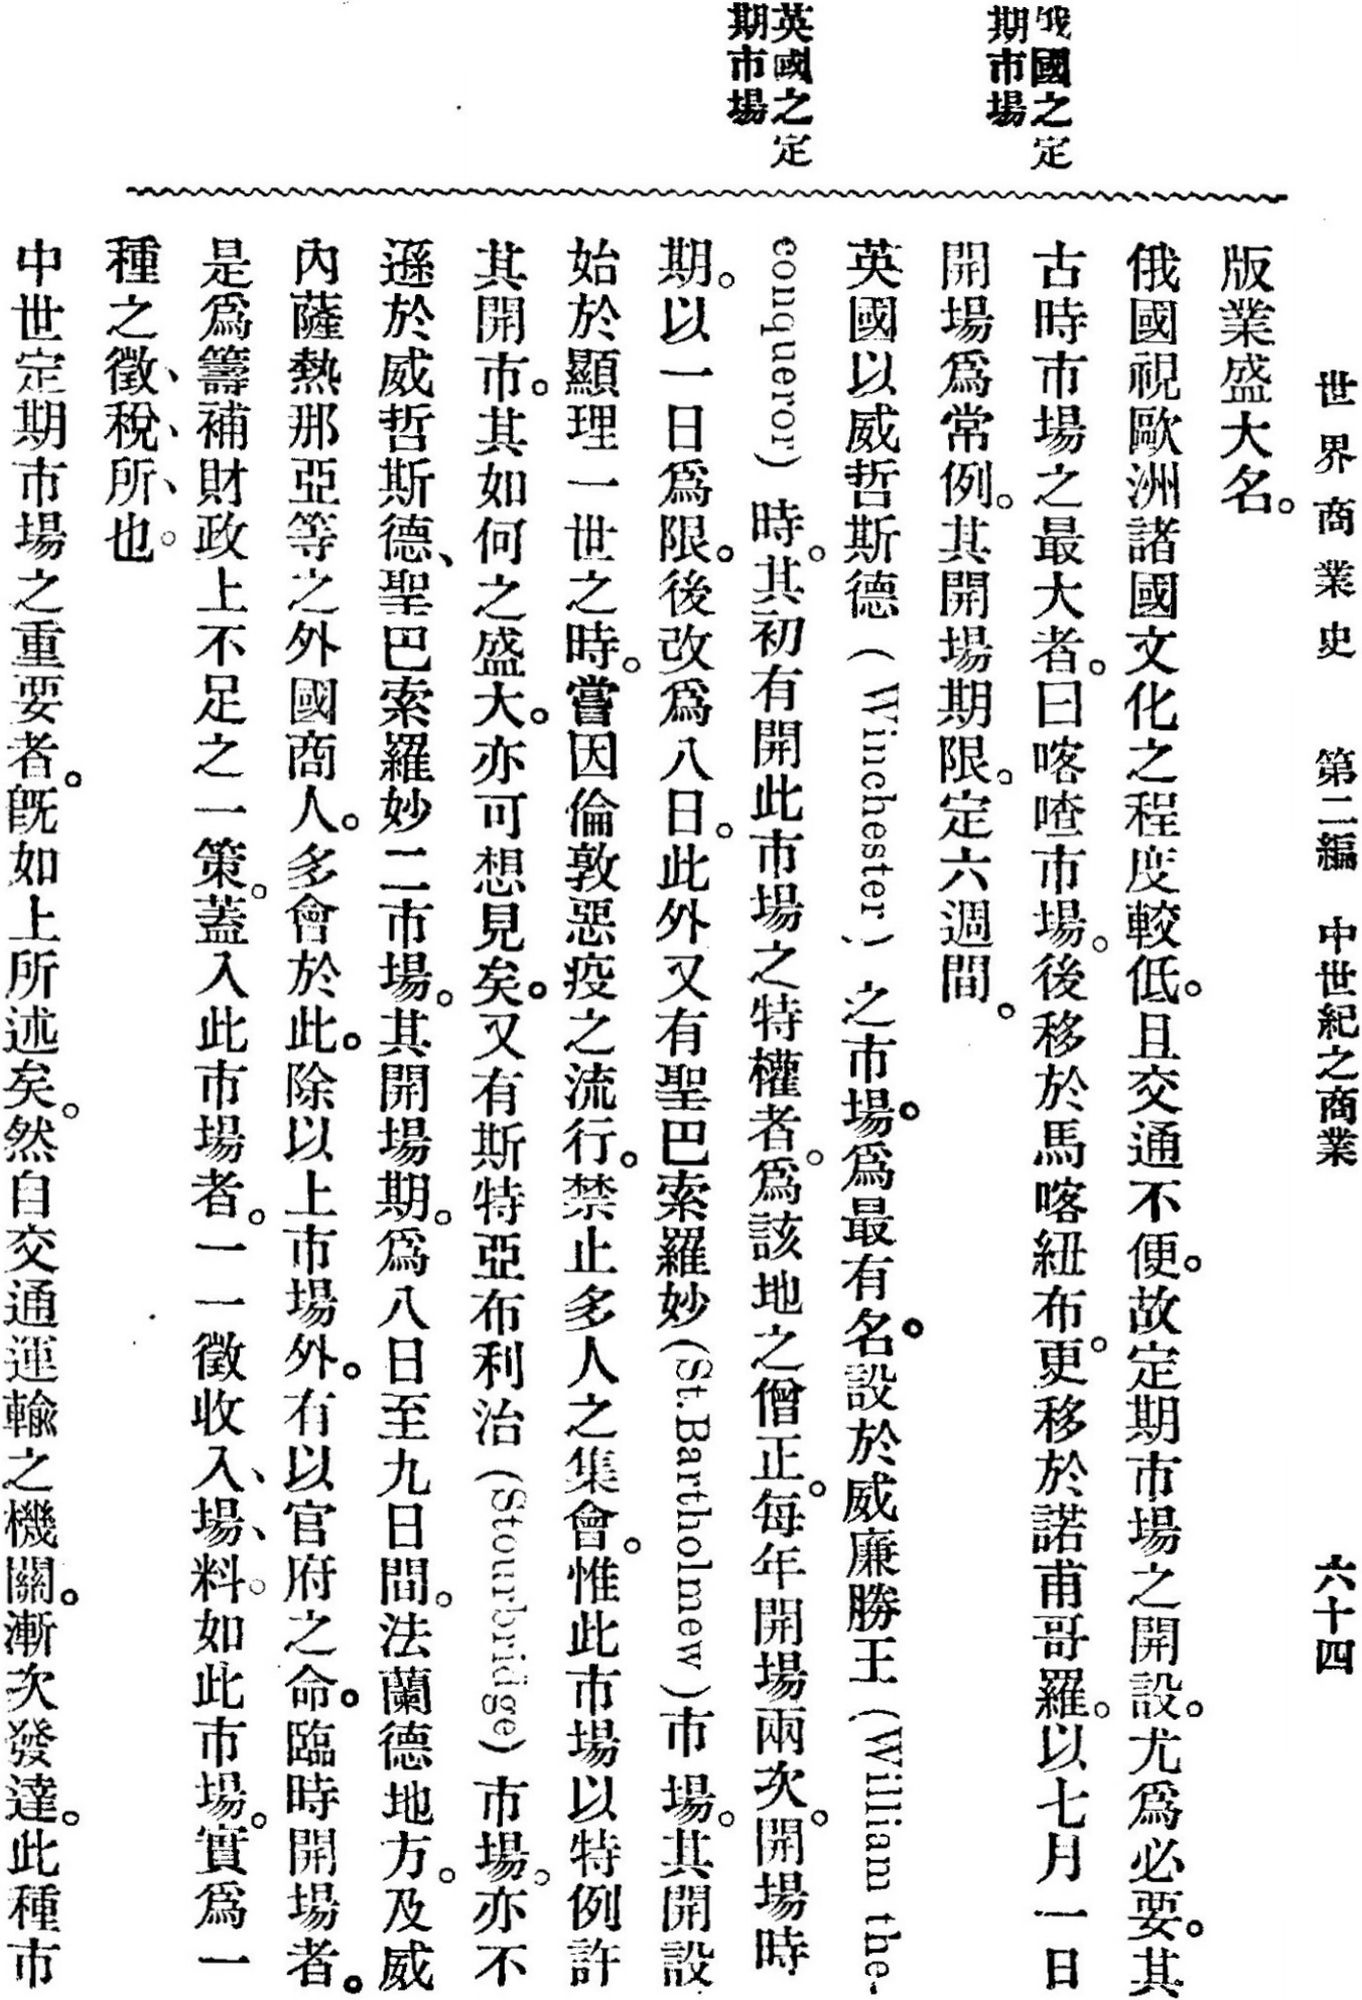 世界商業史　第二編　中世紀之商業　六十四
版業盛大名。
俄國之定
期市場
俄國視歐洲諸國文化之程度較低。且交通不便。故定期市場之開設。尤爲必要。其
古時市場之最大者。曰喀喳市場。後移於馬喀紐布。更移於諾甫哥羅。以七月一日
開場爲常例。其開場期限。定六週間。
英國之定
期市場
英國以威哲斯德（Winchester）之市場。爲最有名。設於威廉勝王（William the-
conqueror）時。其初有開此市場之特權者。爲該地之僧正。每年開場兩次。開場時
期。以一日爲限。後改爲八日。此外又有聖巴索羅妙（St. Bartholmew）市場。其開設
始於顯理一世之時。嘗因倫敦惡疫之流行。禁止多人之集會。惟此市場以特例許
其開市。其如何之盛大。亦可想見矣。又有斯特亞布利治（Stourbridge）市場。亦不
遜於威哲斯德、聖巴索羅妙二市場。其開場期。爲八日至九日間。法蘭德地方。及威
內薩熱那亞等之外國商人。多會於此。除以上市場外。有以官府之命。臨時開場者。
是爲籌補財政上不足之一策。蓋入此市場者。一一徵收入、場、料。如此市場。實爲一
種之徵、稅、所、也。
中世定期市場之重要者。既如上所述矣。然自交通運輸之機關。漸次發達。此種市